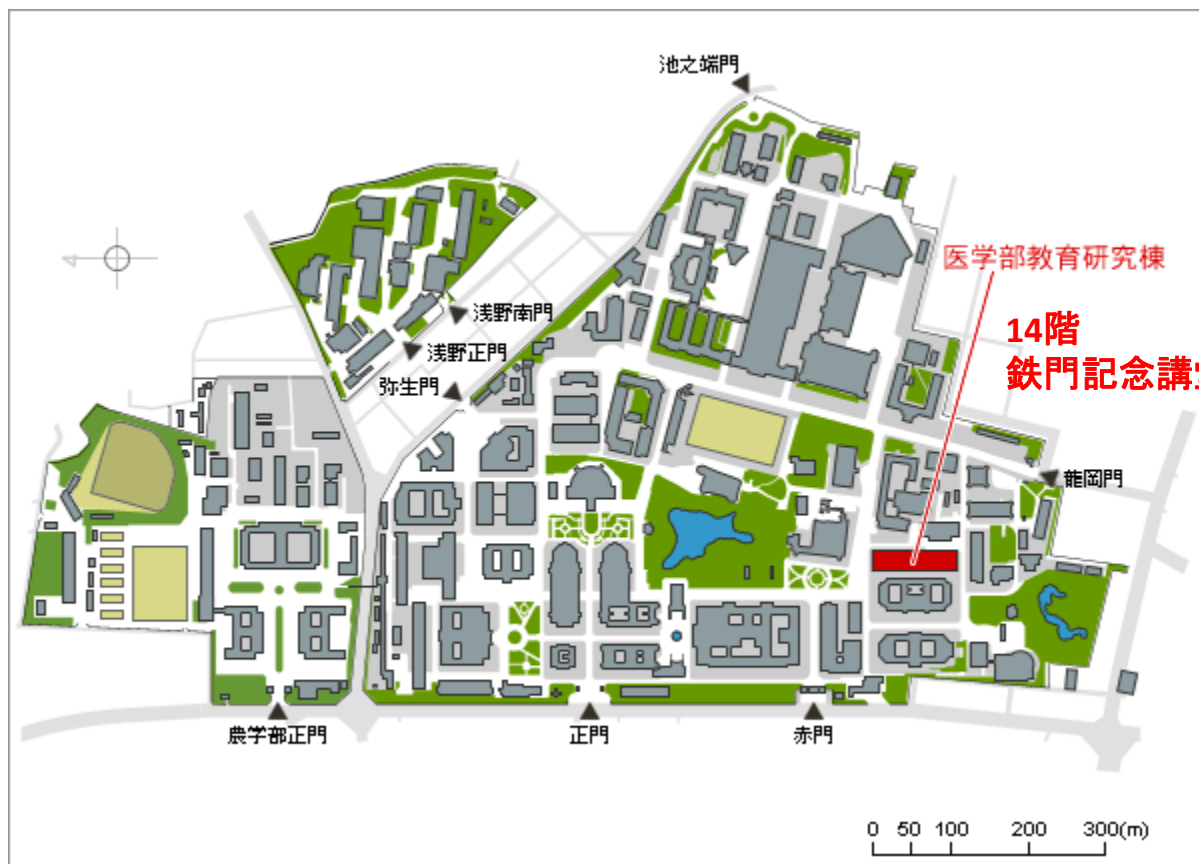 池之端門
医学部教育研究棟
14階
鉄門記念講
浅野南門
浅野正門
弥生門
龍岡門
農学部正門
正門
赤門
0 50 100 200 300(m)
4